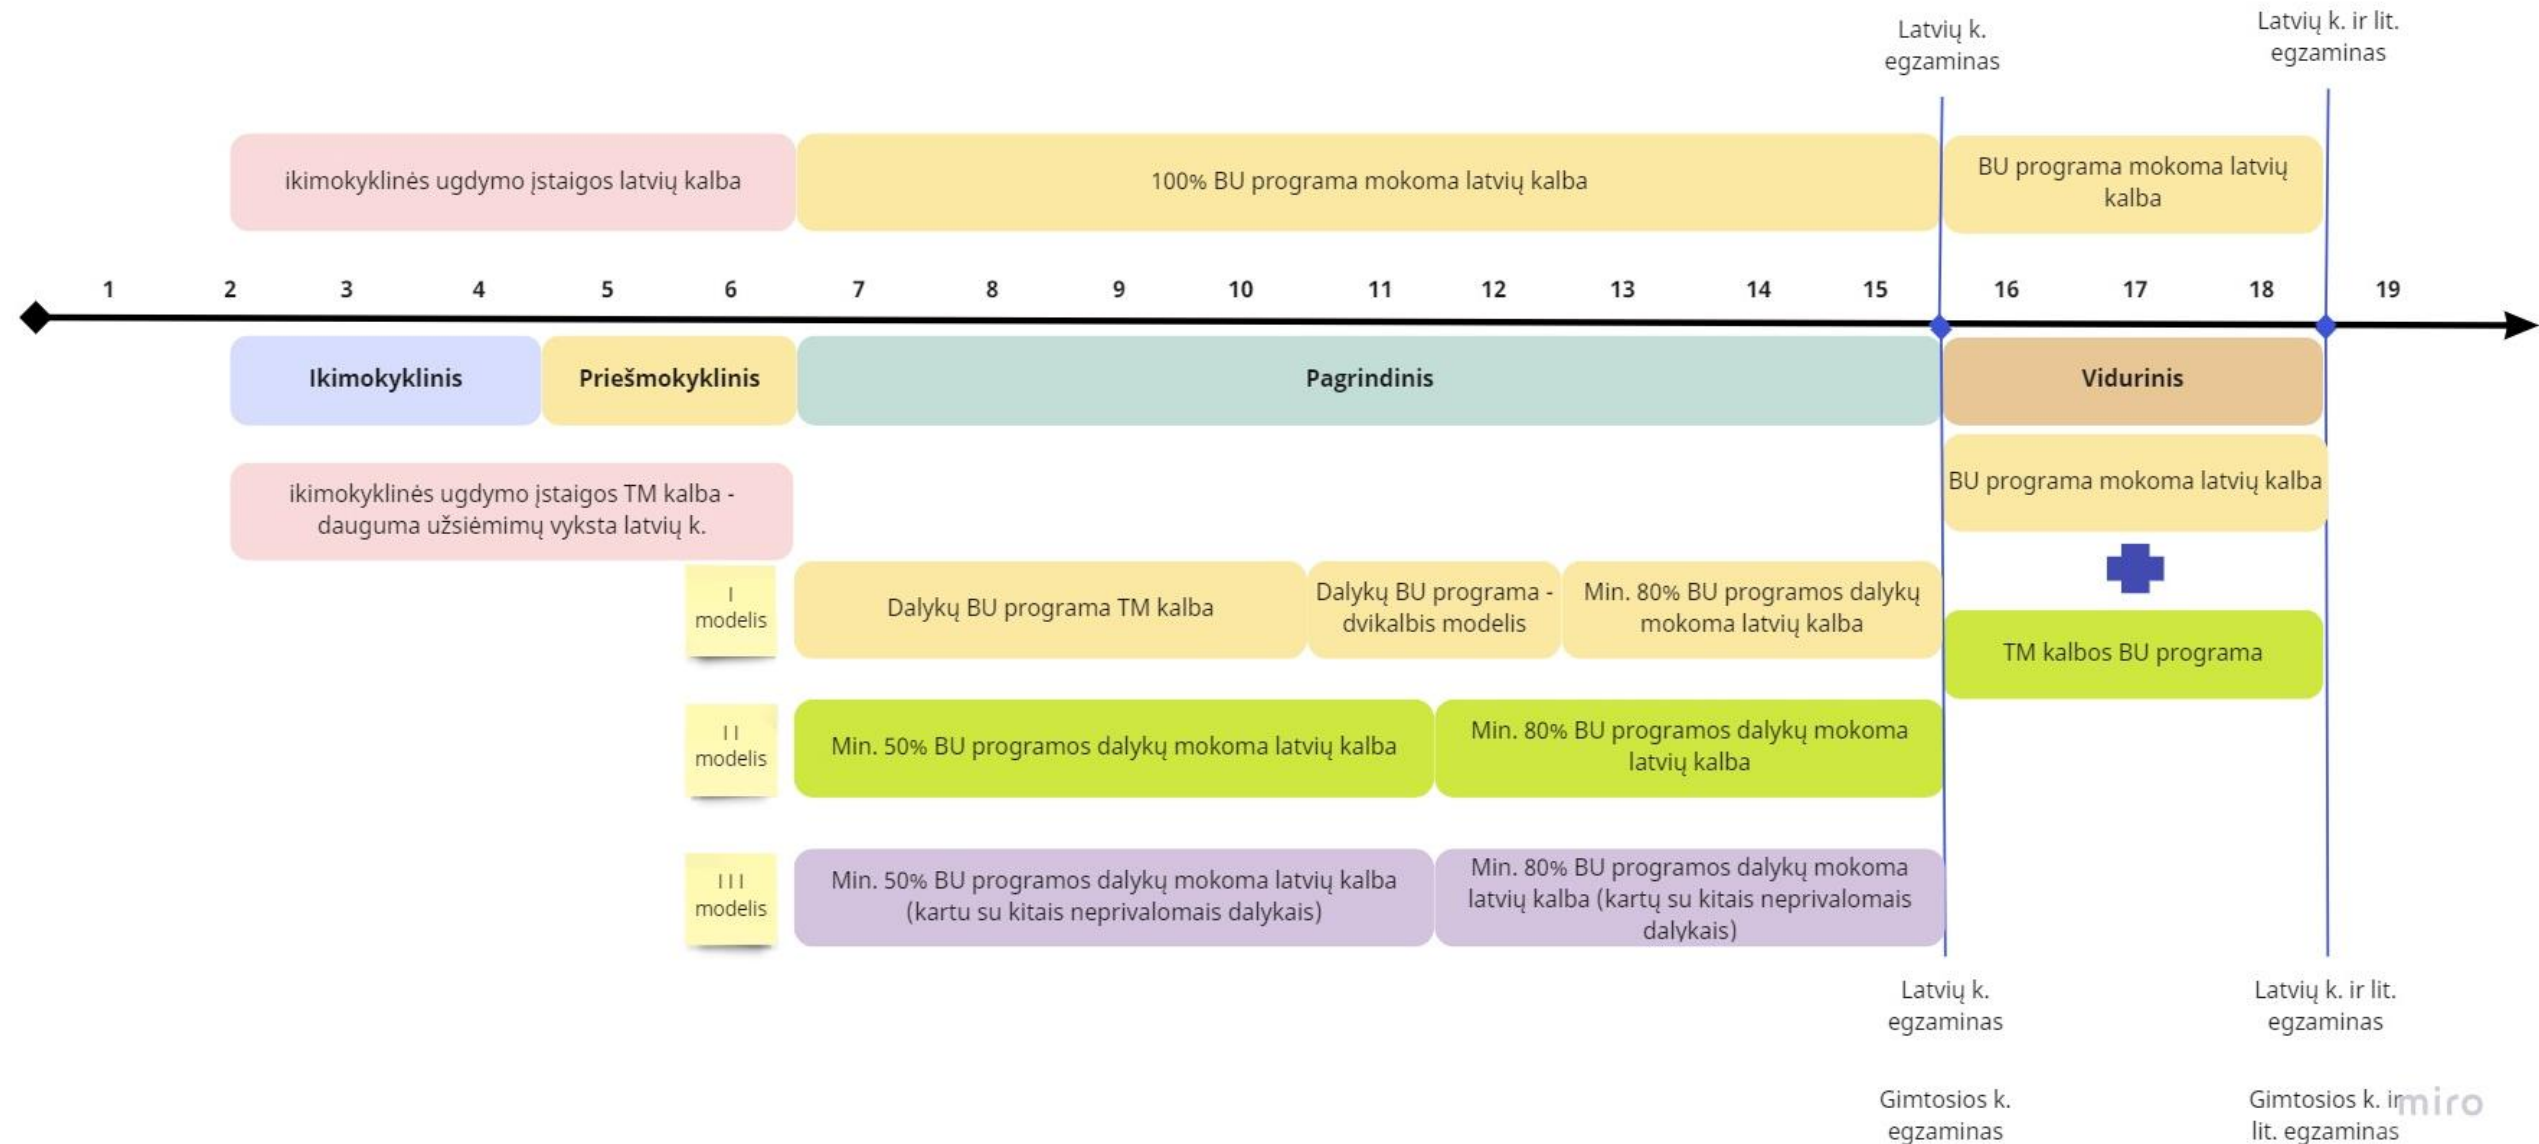 Latvių k.
egzaminas
Latvių k. ir lit.
egzaminas
ikimokyklinės ugdymo įstaigos latvių kalba
100% BU programa mokoma latvių kalba
BU programa mokoma latvių
kalba
1 2 3 4 5 6 7 8 9 10 11 12 13 14 15 16 17 18 19
Ikimokyklinis
Priešmokyklinis
Pagrindinis
Vidurinis
ikimokyklinės ugdymo įstaigos TM kalba -
dauguma užsiėmimų vyksta latvių k.
BU programa mokoma latvių kalba
I
modelis
Dalykų BU programa TM kalba
Dalykų BU programa -
dvikalbis modelis
Min. 80% BU programos dalykų
mokoma latvių kalba
TM kalbos BU programa
II
modelis
Min. 50% BU programos dalykų mokoma latvių kalba
Min. 80% BU programos dalykų mokoma
latvių kalba
III
modelis
Min. 50% BU programos dalykų mokoma latvių kalba
(kartu su kitais neprivalomais dalykais)
Min. 80% BU programos dalykų mokoma
latvių kalba (kartų su kitais neprivalomais
dalykais)
Latvių k.
egzaminas
Latvių k. ir lit.
egzaminas
Gimtosios k.
egzaminas
Gimtosios k. ir
lit. egzaminas
miro